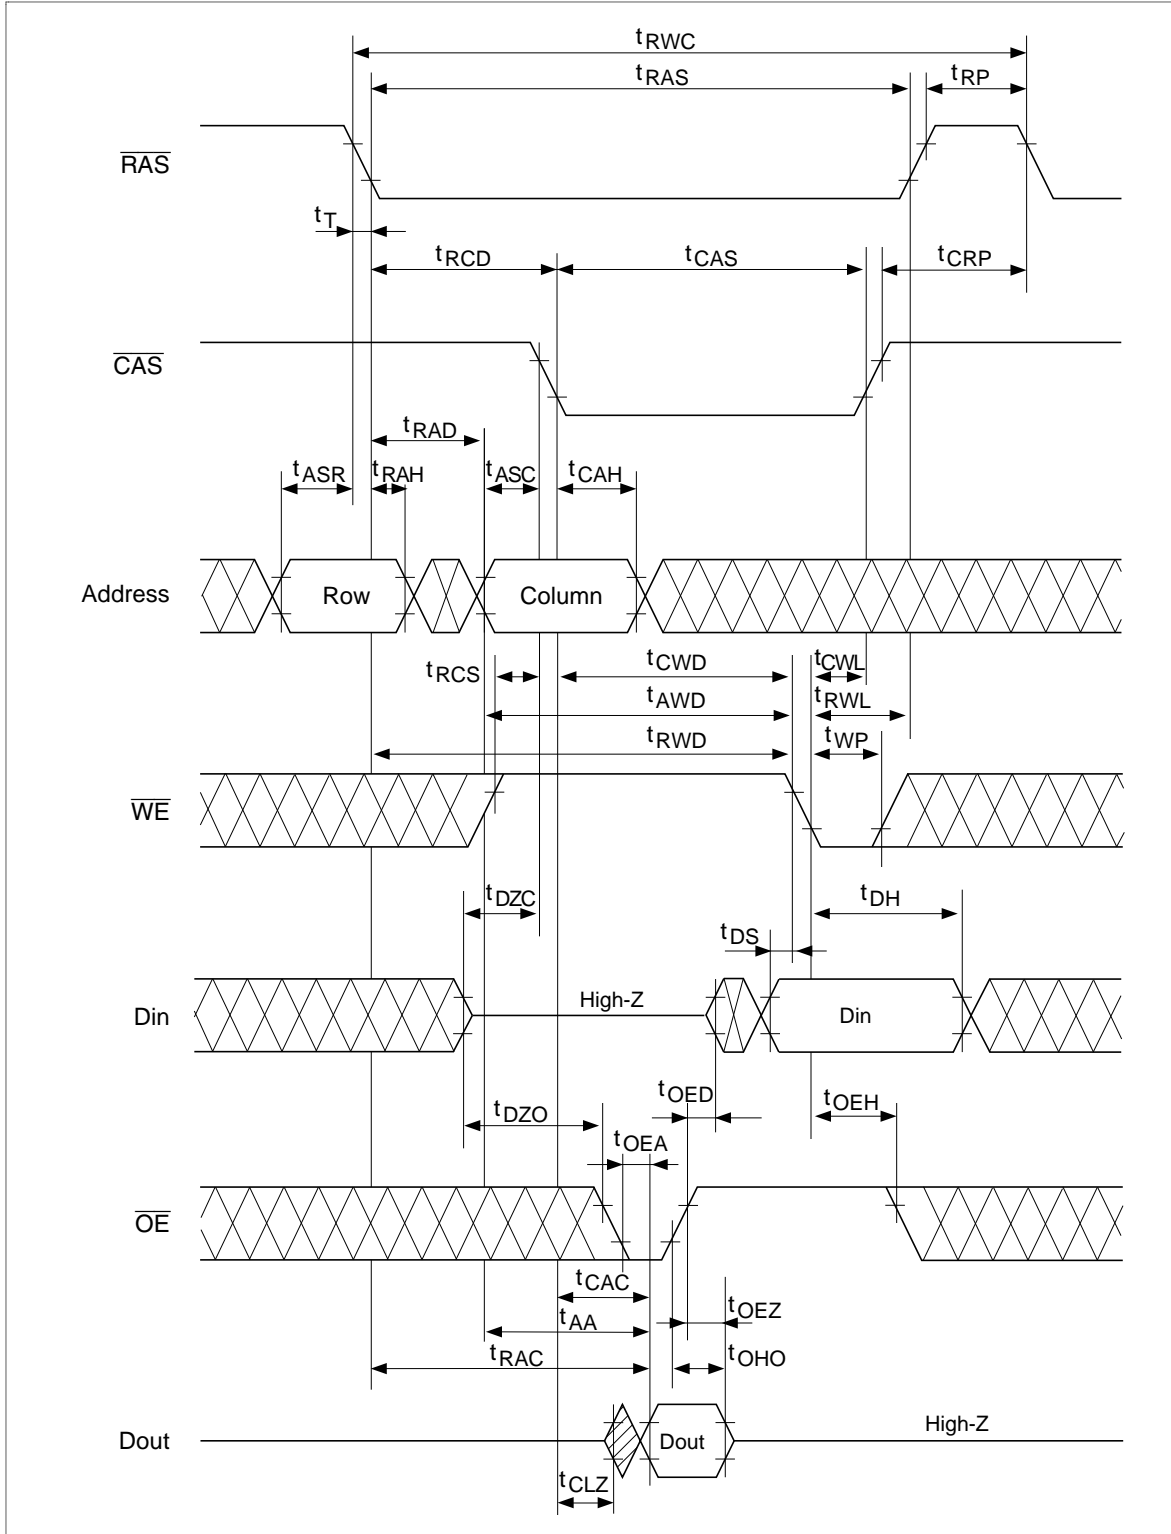 tRWC
tRAS
tRP
RAS
tT
tRCD
tCAS
tCRP
CAS
tRAD
tASR
tRAH
tASC
tCAH
Address
Row
Column
tRCS
tCWD
tCWL
tAWD
tRWL
tRWD
tWP
WE
tDZC
tDH
tDS
Din
High-Z
Din
tDZO
tOED
tOEH
tOEA
OE
tCAC
tAA
tOEZ
tRAC
tOHO
Dout
Dout
High-Z
tCLZ